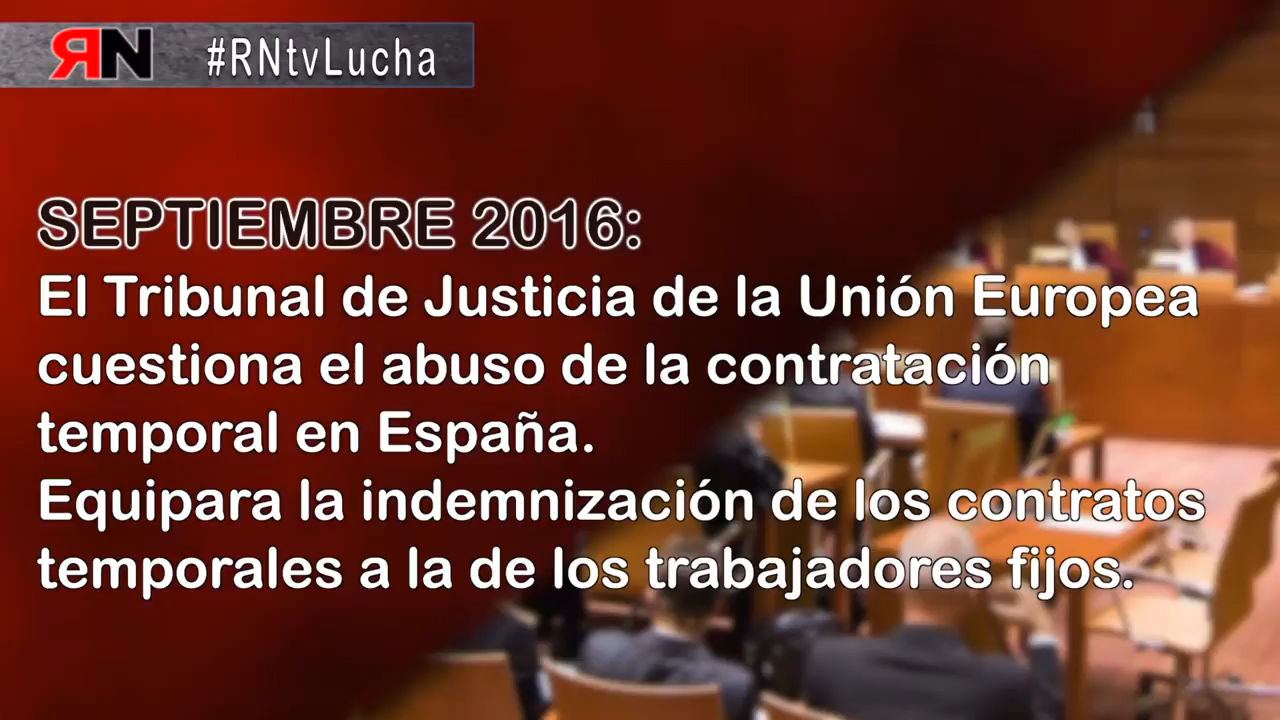 RN #RNtvLucha
SEPTIEMBRE 2016:
El Tribunal de Justicia de la Unión Europea
cuestiona el abuso de la contratación
temporal en España.
Equipara la indemnización de los contratos
temporales a la de los trabajadores fijos.